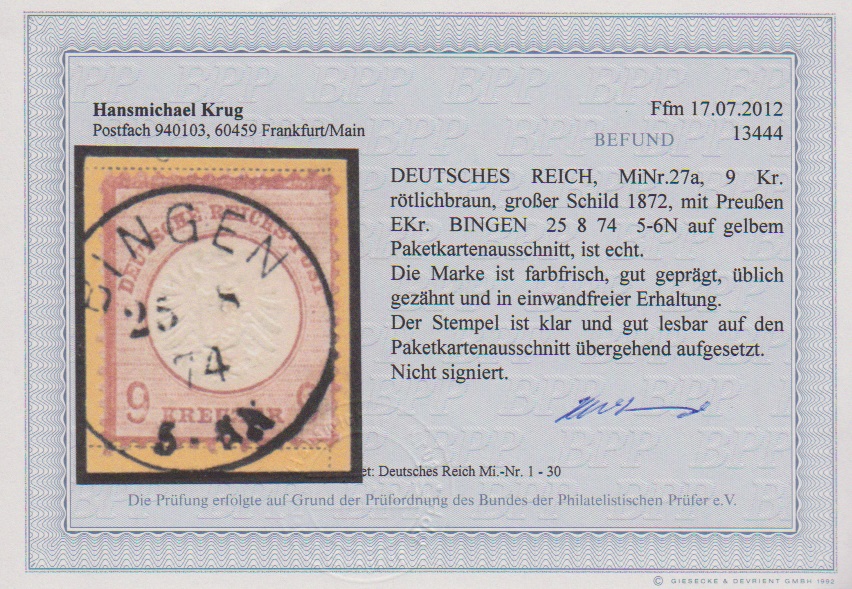 Hansmichael Krug
Postfach 940103, 60459 Frankfurt/Main
Ffm 17.07.2012
BEFUND 13444
DEUTSCHES REICH, MiNr.27a, 9 Kr.
rötlichbraun, großer Schild 1872, mit Preußen
EKr. BINGEN 25 8 74 5-6N auf gelbem
Paketkartenausschnitt, ist echt.
Die Marke ist farbfrisch, gut geprägt, üblich
gezähnt und in einwandfreier Erhaltung.
Der Stempel ist klar und gut lesbar auf den
Paketkartenausschnitt übergehend aufgesetzt.
Nicht signiert.
BINGEN
25 8
74
DEUTSCHE REICHS-POST
9 KREUZER 9
et: Deutsches Reich Mi.-Nr. 1 - 30
Die Prüfung erfolgte auf Grund der Prüfordnung des Bundes der Philatelistischen Prüfer e.V.
© GIESECKE & DEVRIENT GMBH 1992